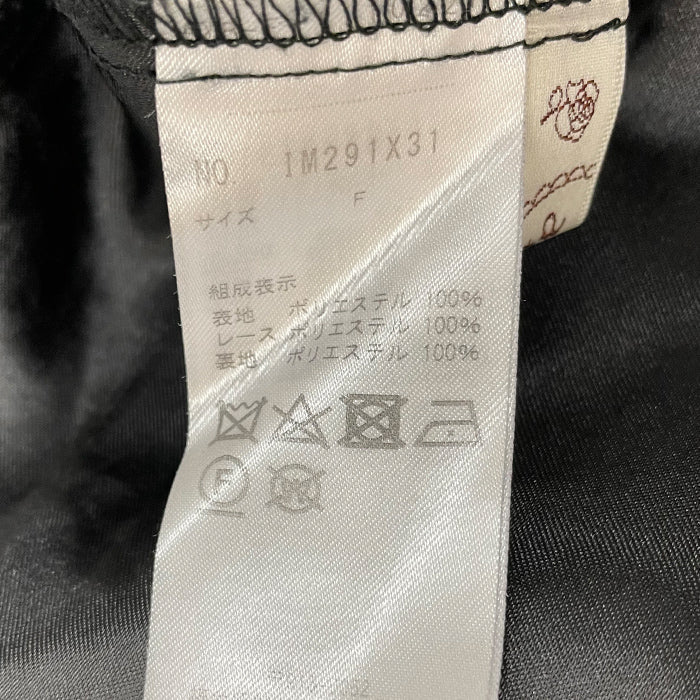 NO. IM291X31
サイズ F
組成表示
表地 ポリエステル 100%
レース ポリエステル 100%
裏地 ポリエステル 100%
F
W